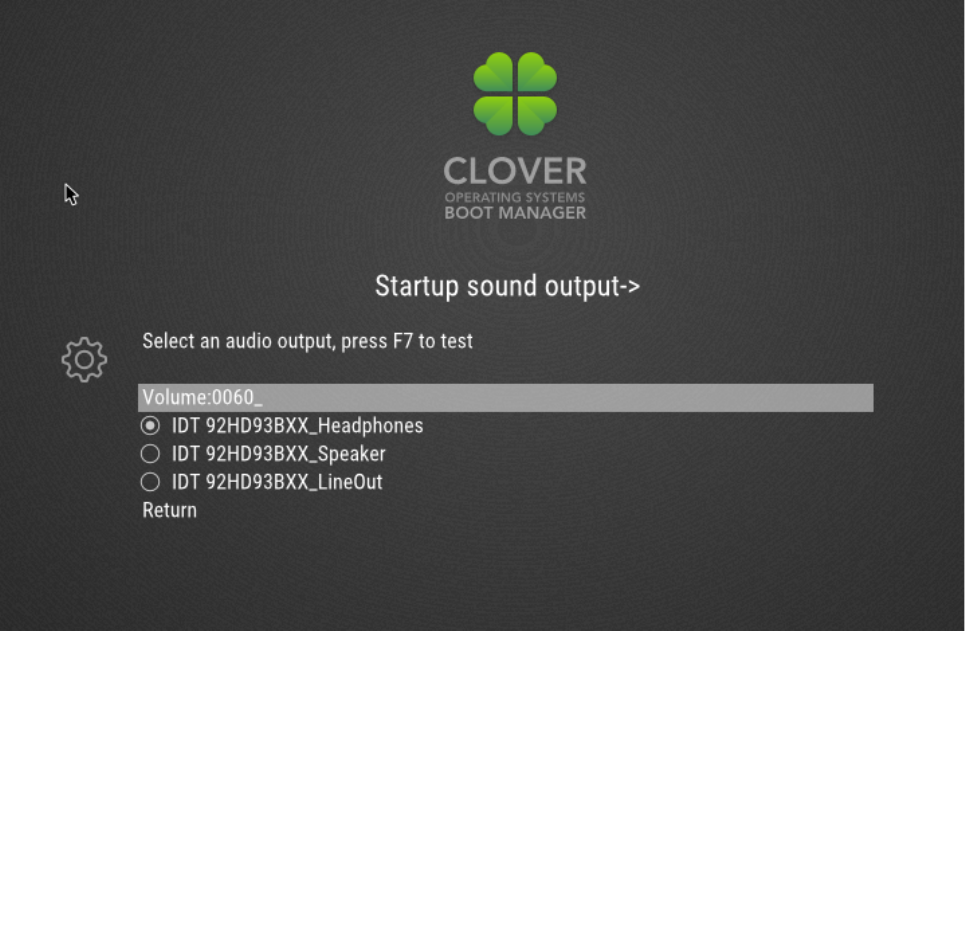 CLOVER
OPERATING SYSTEMS
BOOT MANAGER
Startup sound output->
Select an audio output, press F7 to test
Volume:0060_
IDT 92HD93BXX_Headphones
IDT 92HD93BXX_Speaker
IDT 92HD93BXX_LineOut
Return